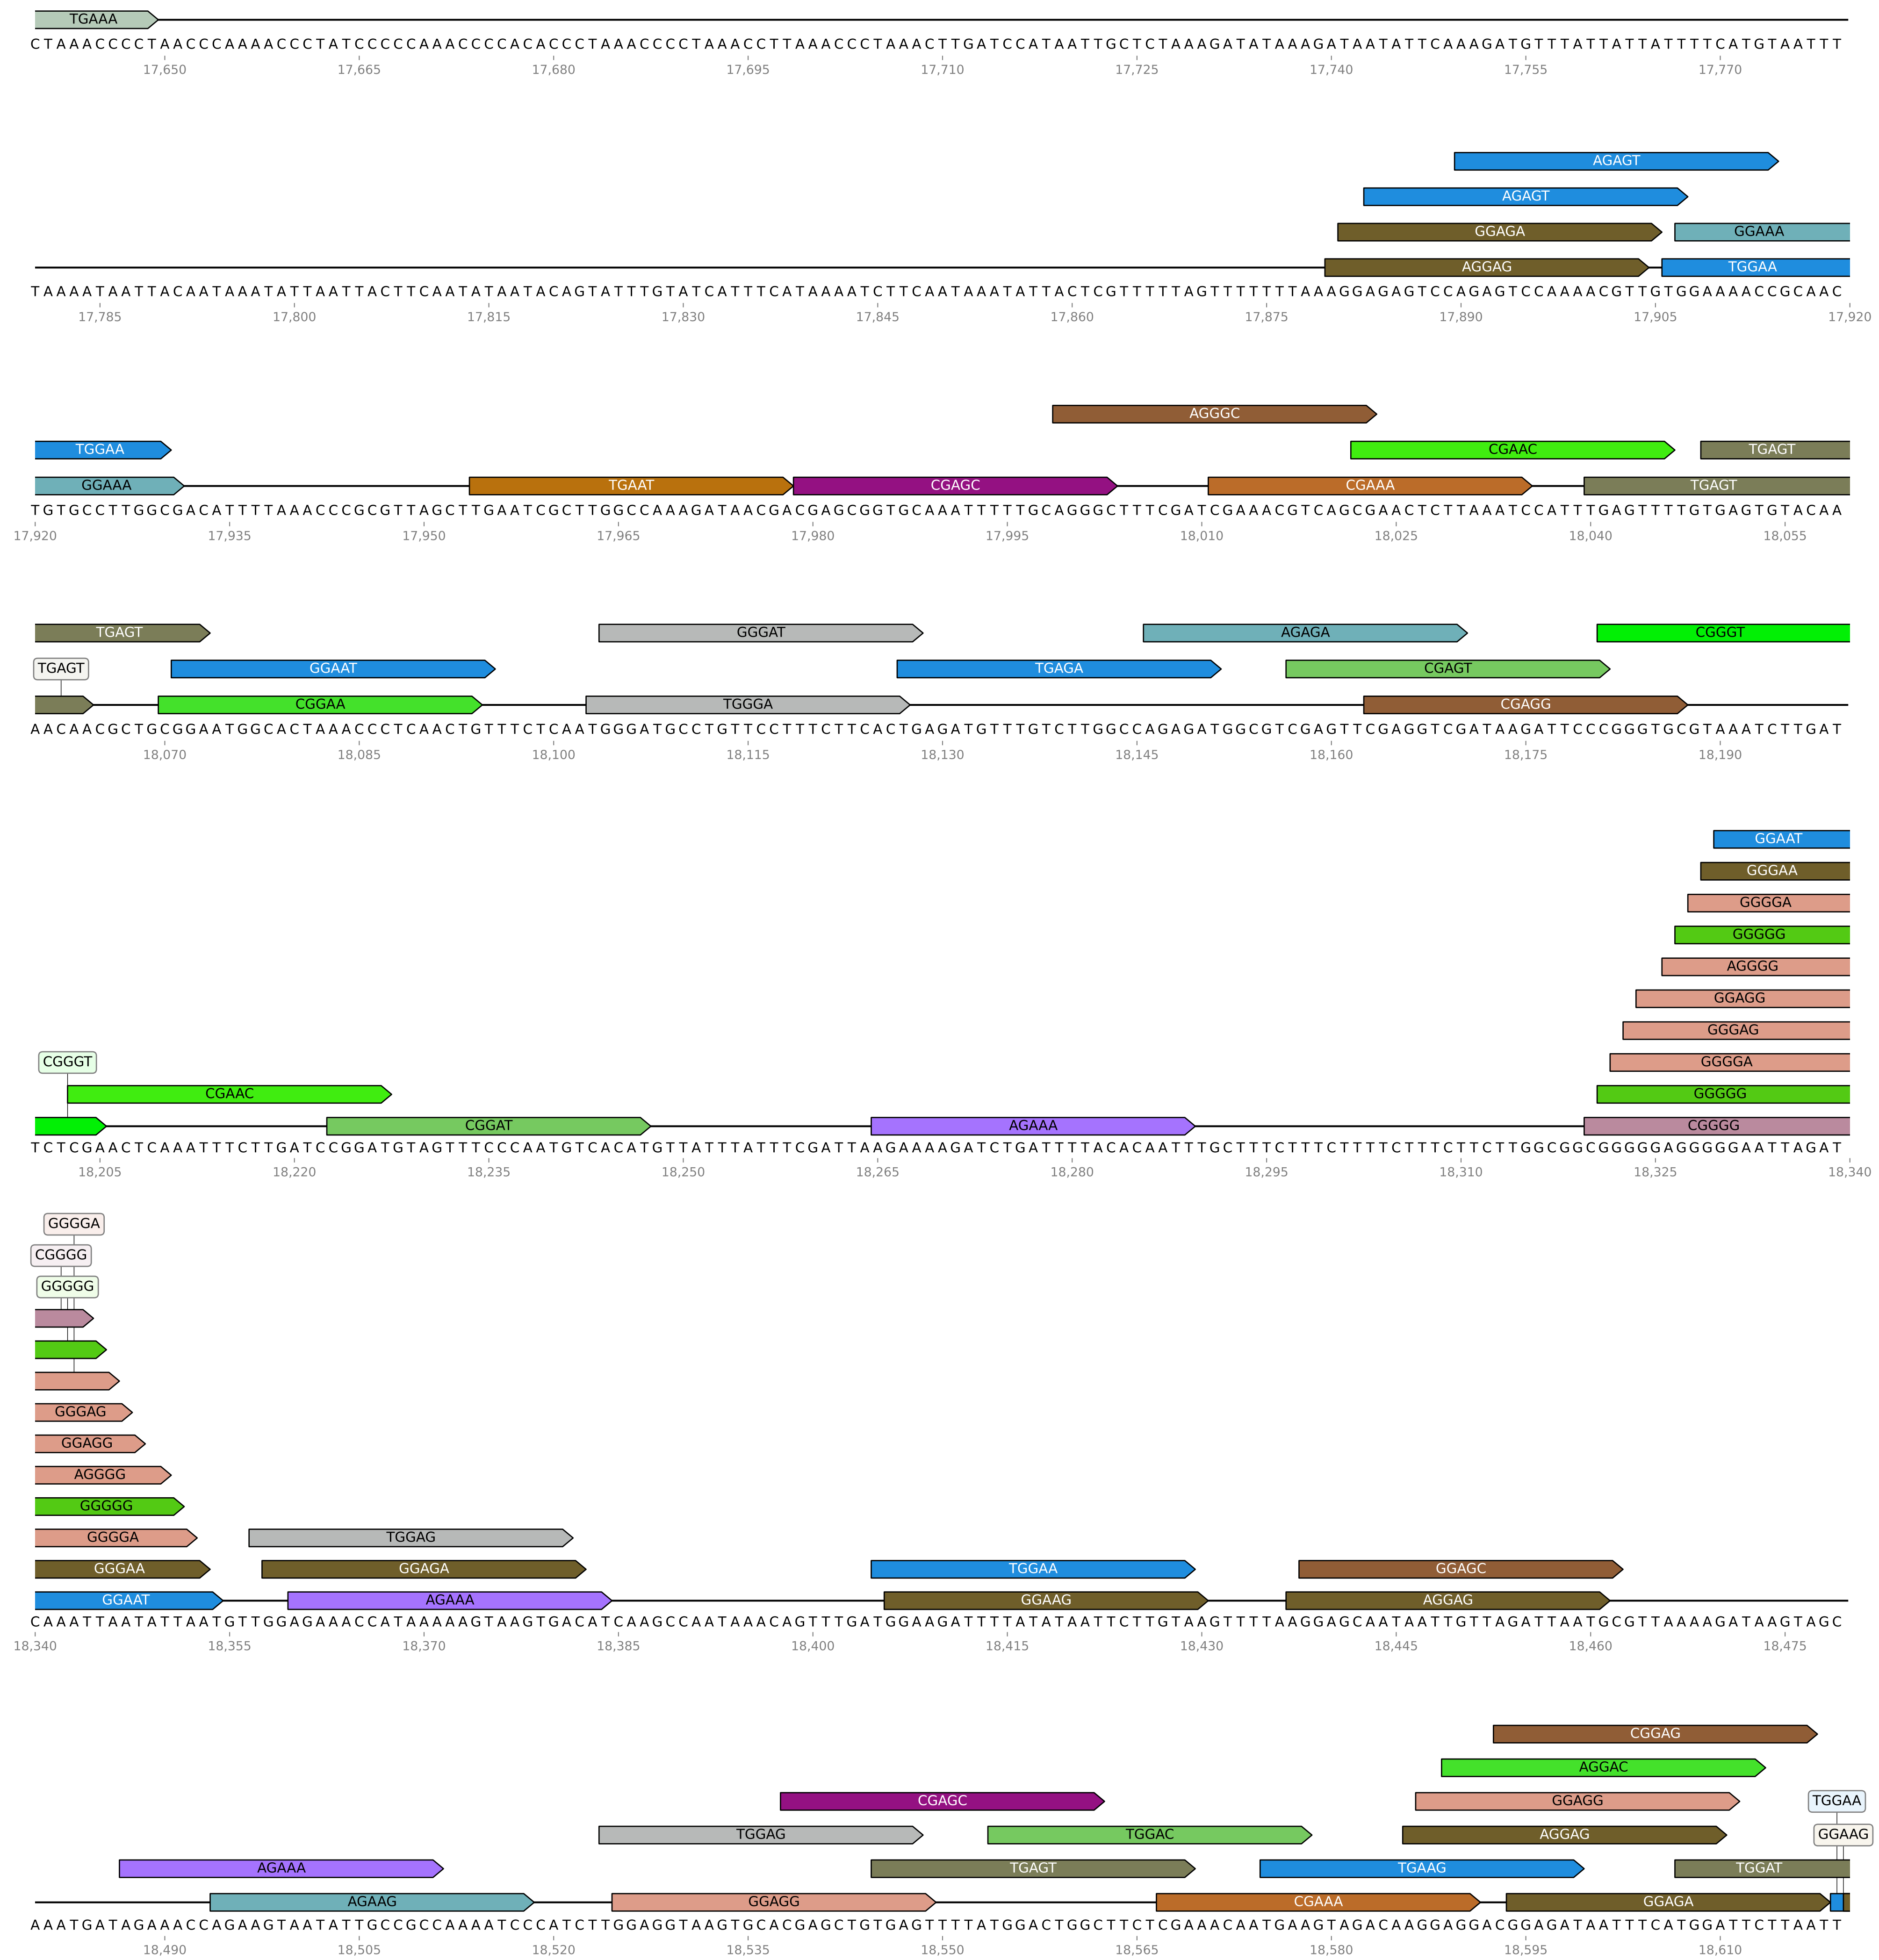 TGAAA
CTAAACCCCTAACCCAAAACCCTATCCCCCAAACCCCACACCCTAAACCCCTAAACCTTAAACCCTAAACTTGATCCATAATTGCTCTAAAGATATAAAGATAATATTCAAAGATGTTTATTATTATTTTCATGTAATTT
17,650 17,665 17,680 17,695 17,710 17,725 17,740 17,755 17,770
AGAGT
AGAGT
GGAGA GGAAA
AGGAG TGGAA
TAAAATAATTACAATAAATATTAATTACTTCAATATAATACAGTATTTGTATCATTTCATAAAATCTTCAATAAATATTACTCGTTTTTAGTTTTTTTAAAGGAGAGTCCAGAGTCCAAAACGTTGTGGAAAACCGCAAC
17,785 17,800 17,815 17,830 17,845 17,860 17,875 17,890 17,905 17,920
AGGGC
TGGAA CGAAC TGAGT
GGAAA TGAAT CGAGC CGAAA TGAGT
TGTGCCTTGGCGACATTTTAAACCCGCGTTAGCTTGAATCGCTTGGCCAAAGATAACGACGAGCGGTGCAAATTTTTGCAGGGCTTTCGATCGAAACGTCAGCGAACTCTTAAATCCATTTGAGTTTTGTGAGTGTACAA
17,920 17,935 17,950 17,965 17,980 17,995 18,010 18,025 18,040 18,055
TGAGT GGGAT AGAGA CGGGT
TGAGT GGAAT TGAGA CGAGT
CGGAA TGGGA CGAGG
AACAACGCTGCGGAATGGCACTAAACCCTCAACTGTTTCTCAATGGGATGCCTGTTCCTTTCTTCACTGAGATGTTTGTCTTGGCCAGAGATGGCGTCGAGTTCGAGGTCGATAAGATTCCCGGGTGCGTAAATCTTGAT
18,070 18,085 18,100 18,115 18,130 18,145 18,160 18,175 18,190
GGAAT
GGGAA
GGGGA
GGGGG
AGGGG
GGAGG
GGGAG
CGGGT GGGGA
CGAAC GGGGG
CGGAT AGAAA CGGGG
TCTCGAACTCAAATTTCTTGATCCGGATGTAGTTTCCCAATGTCACATGTTATTTATTTCGATTAAGAAAAGATCTGATTTTACACAATTTGCTTTCTTTCTTTTCTTTCTTCTTGGCGGCGGGGGAGGGGGAATTAGAT
18,205 18,220 18,235 18,250 18,265 18,280 18,295 18,310 18,325 18,340
GGGGA
CGGGG
GGGGG
GGGAG
GGAGG
AGGGG
GGGGG
GGGGA TGGAG
GGGAA GGAGA TGGAA GGAGC
GGAAT AGAAA GGAAG AGGAG
CAAATTAATATTAATGTTGGAGAAACCATAAAAAGTAAGTGACATCAAGCCAATAAACAGTTTGATGGAAGATTTTATATAATTCTTGTAAGTTTTAAGGAGCAATAATTGTTAGATTAATGCGTTAAAAGATAAGTAGC
18,340 18,355 18,370 18,385 18,400 18,415 18,430 18,445 18,460 18,475
CGGAG
AGGAC
CGAGC GGAGG TGGAA
TGGAG TGGAC AGGAG GGAAG
AGAAA TGAGT TGAAG TGGAT
AGAAG GGAGG CGAAA GGAGA
AAATGATAGAAACCAGAAGTAATATTGCCGCCAAAATCCCATCTTGGAGGTAAGTGCACGAGCTGTGAGTTTTATGGACTGGCTTCTCGAAACAATGAAGTAGACAAGGAGGACGGAGATAATTTCATGGATTCTTAATT
18,490 18,505 18,520 18,535 18,550 18,565 18,580 18,595 18,610